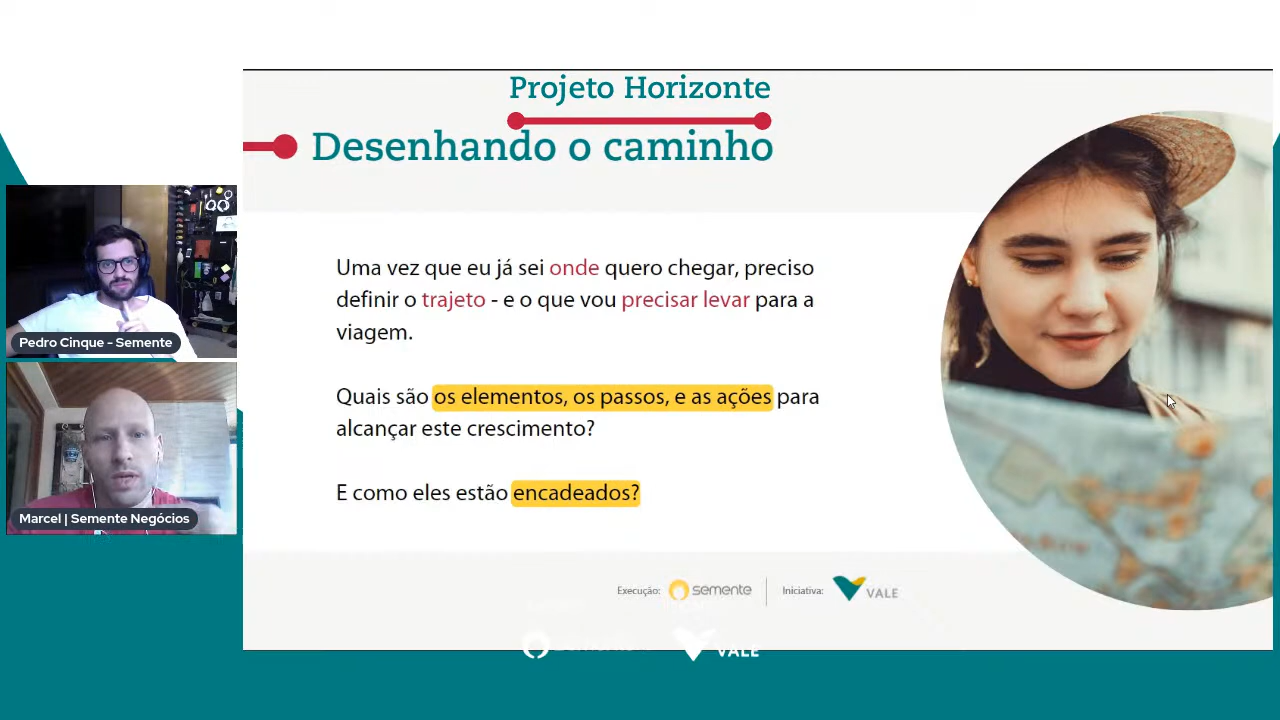 Projeto Horizonte
Desenhando o caminho
Uma vez que eu já sei onde quero chegar, preciso
definir o trajeto - e o que vou precisar levar para a
viagem.
Quais são os elementos, os passos, e as ações para
alcançar este crescimento?
E como eles estão encadeados?
Pedro Cinque - Semente
Marcel | Semente Negócios
Execução: semente Iniciativa: VALE
VALE